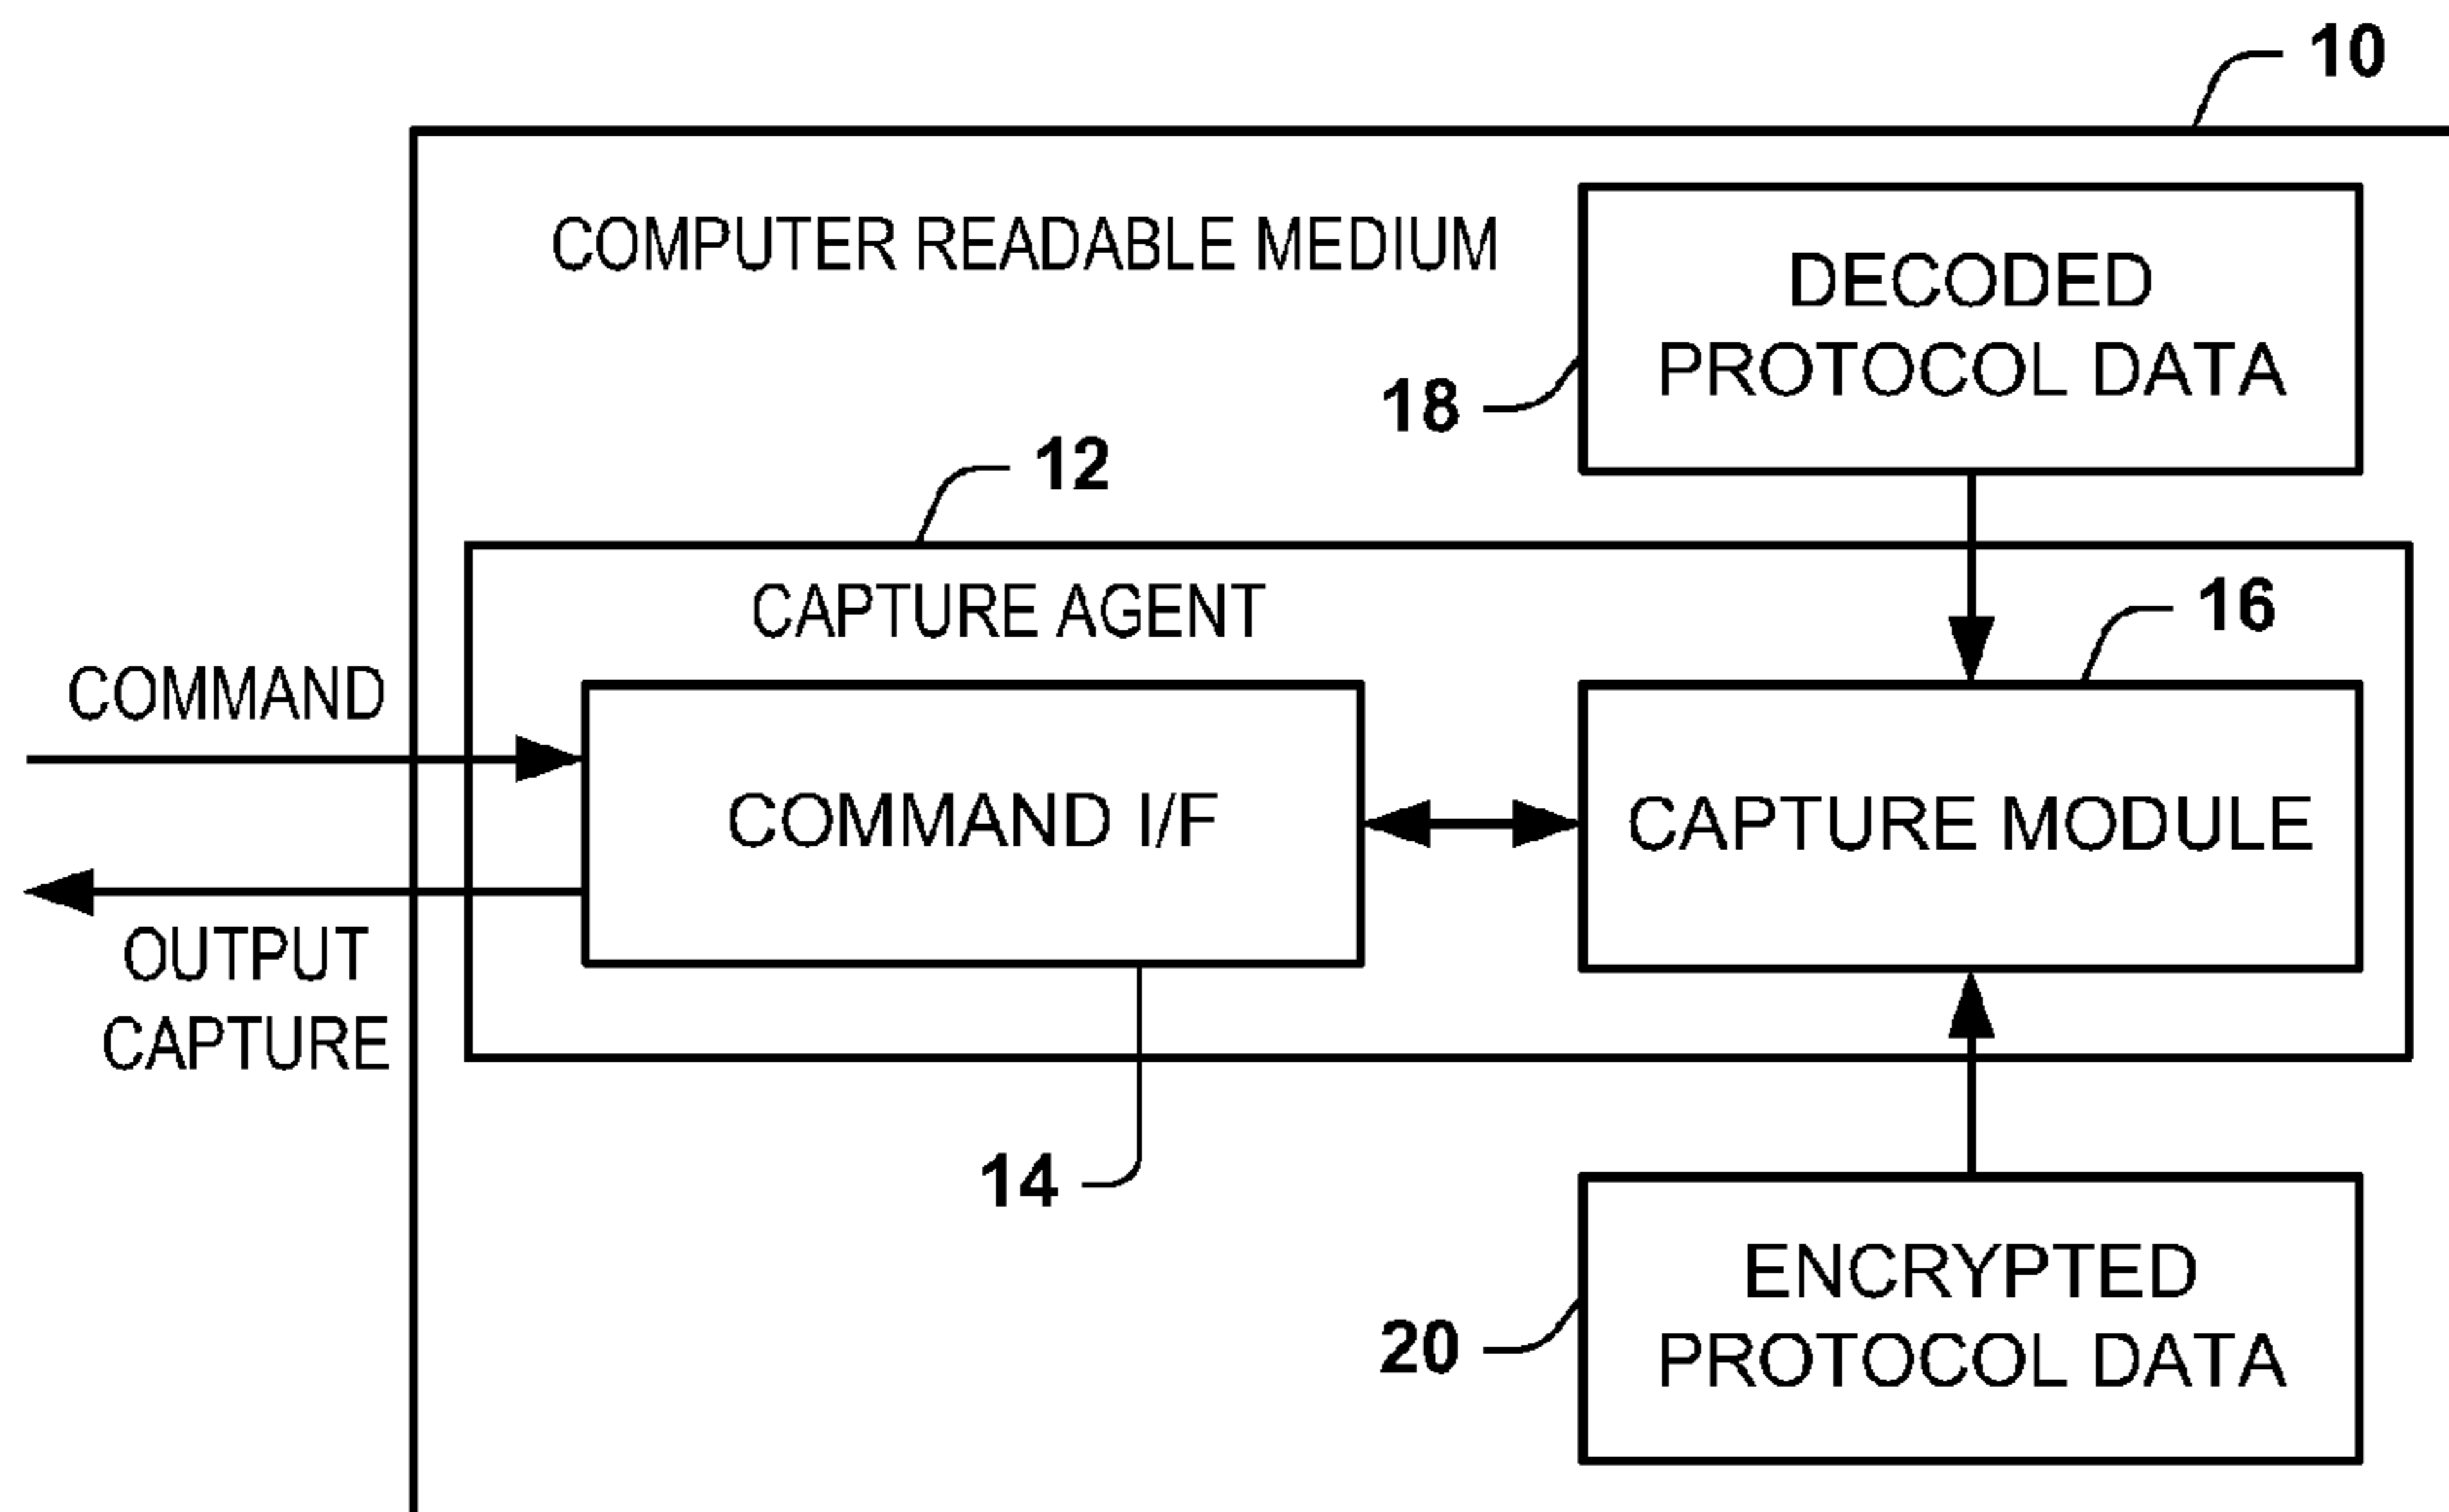 10
COMPUTER READABLE MEDIUM
DECODED
PROTOCOL DATA
18
12
CAPTURE AGENT
16
COMMAND
COMMAND I/F
CAPTURE MODULE
OUTPUT
CAPTURE
14
ENCRYPTED
PROTOCOL DATA
20